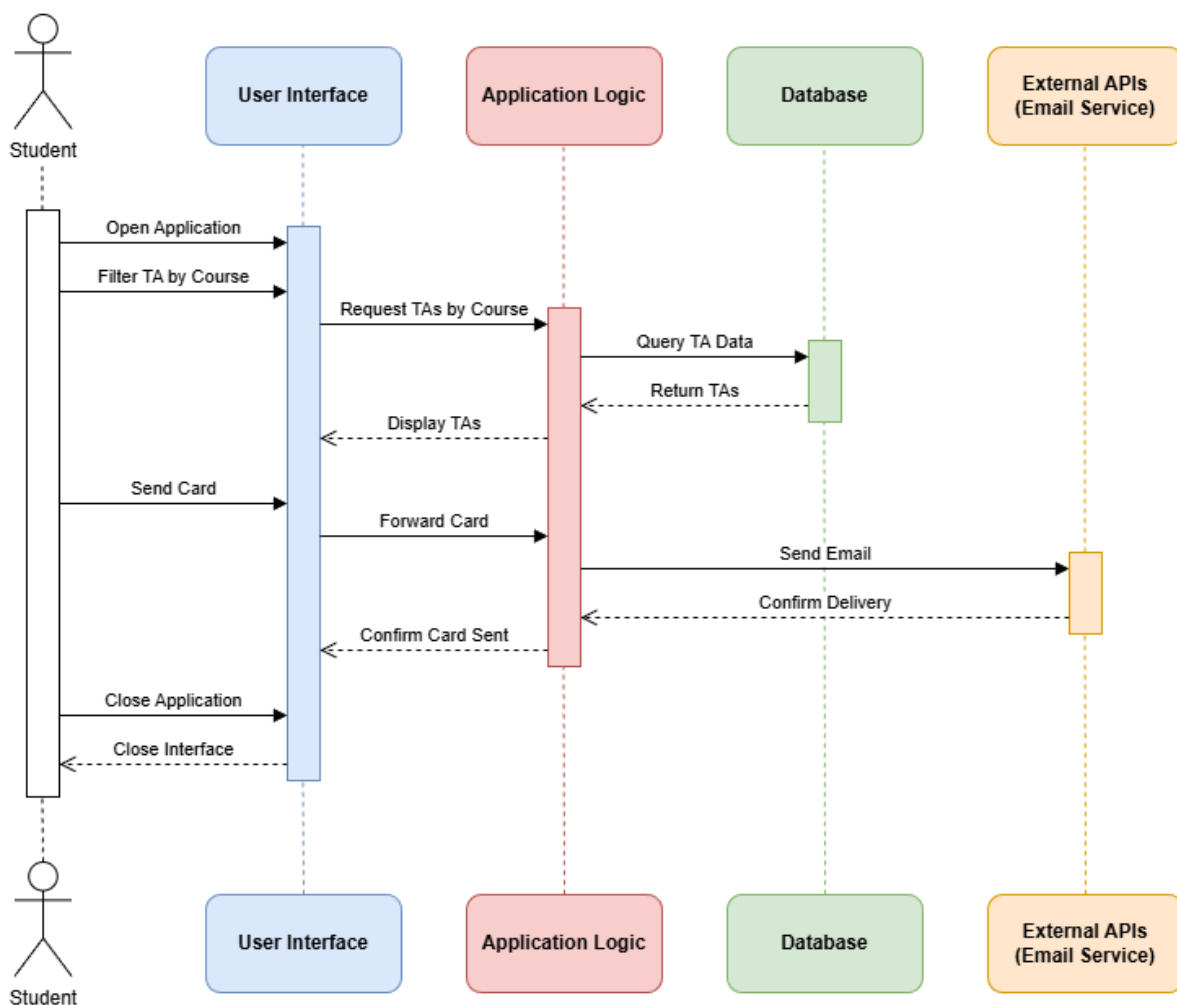 Student
User Interface
Application Logic
Database
External APIs
(Email Service)
Open Application
Filter TA by Course
Request TAs by Course
Query TA Data
Return TAs
Display TAs
Send Card
Forward Card
Send Email
Confirm Delivery
Confirm Card Sent
Close Application
Close Interface
User Interface
Application Logic
Database
External APIs
(Email Service)
Student